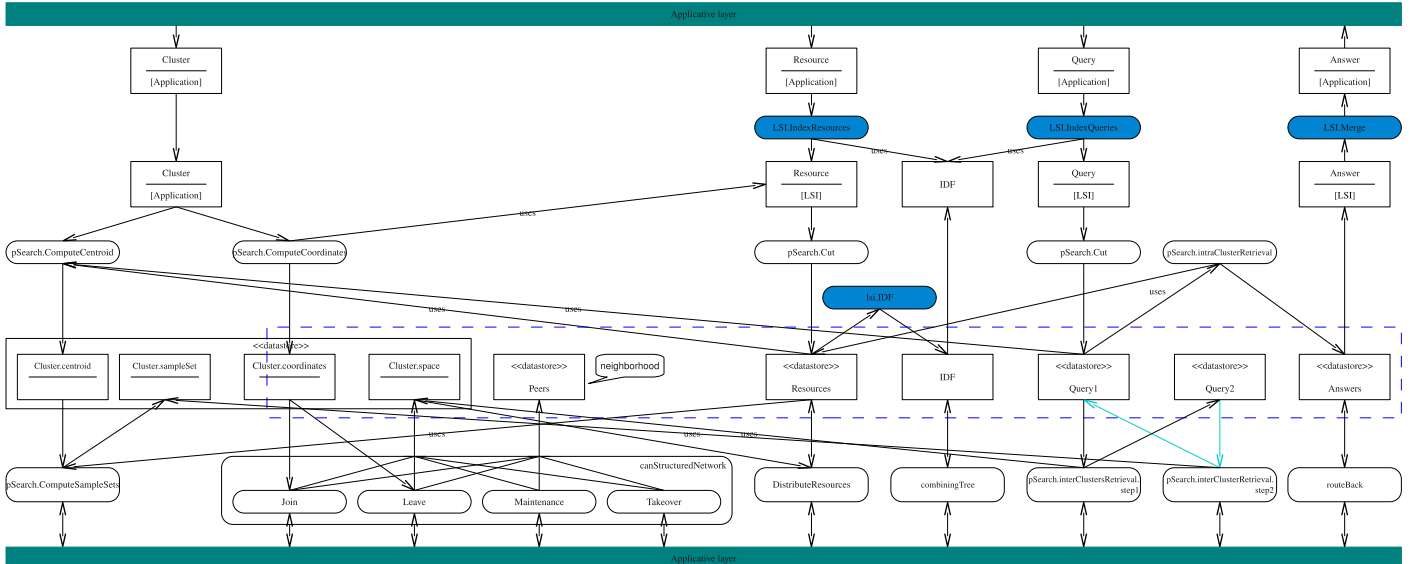 Applicative layer
Cluster
[Application]
Resource
[Application]
Query
[Application]
Answer
[Application]
LSI.IndexResources
LSI.IndexQueries
LSI.Merge
uses
uses
Cluster
[Application]
Resource
[LSI]
IDF
Query
[LSI]
Answer
[LSI]
uses
pSearch.ComputeCentroid
pSearch.ComputeCoordinates
pSearch.Cut
pSearch.Cut
pSearch.intraClusterRetrieval
lsi.IDF
uses
uses
uses
<<datastore>>
Cluster.centroid
Cluster.sampleSet
Cluster.coordinates
Cluster.space
<<datastore>>
Peers
neighborhood
<<datastore>>
Resources
IDF
<<datastore>>
Query1
<<datastore>>
Query2
<<datastore>>
Answers
uses
uses
uses
canStructuredNetwork
pSearch.ComputeSampleSets
Join
Leave
Maintenance
Takeover
DistributeResources
combiningTree
pSearch.interClustersRetrieval.
step1
pSearch.interClusterRetrieval.
step2
routeBack
Applicative layer